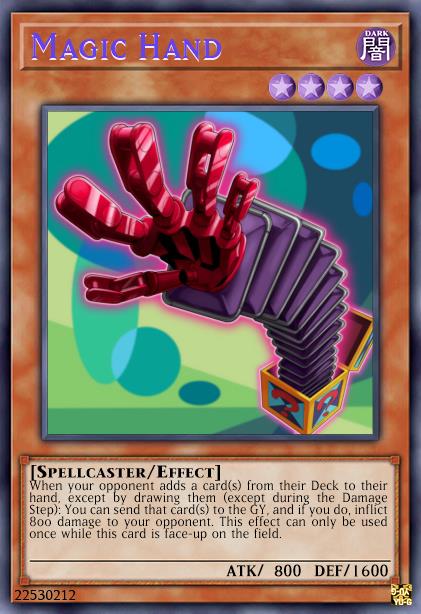 MAGIC HAND
DARK
闇
[SPELLCASTER/EFFECT]
When your opponent adds a card(s) from their Deck to their
hand, except by drawing them (except during the Damage
Step): You can send that card(s) to the GY, and if you do, inflict
800 damage to your opponent. This effect can only be used
once while this card is face-up on the field.
ATK/ 800 DEF/1600
22530212